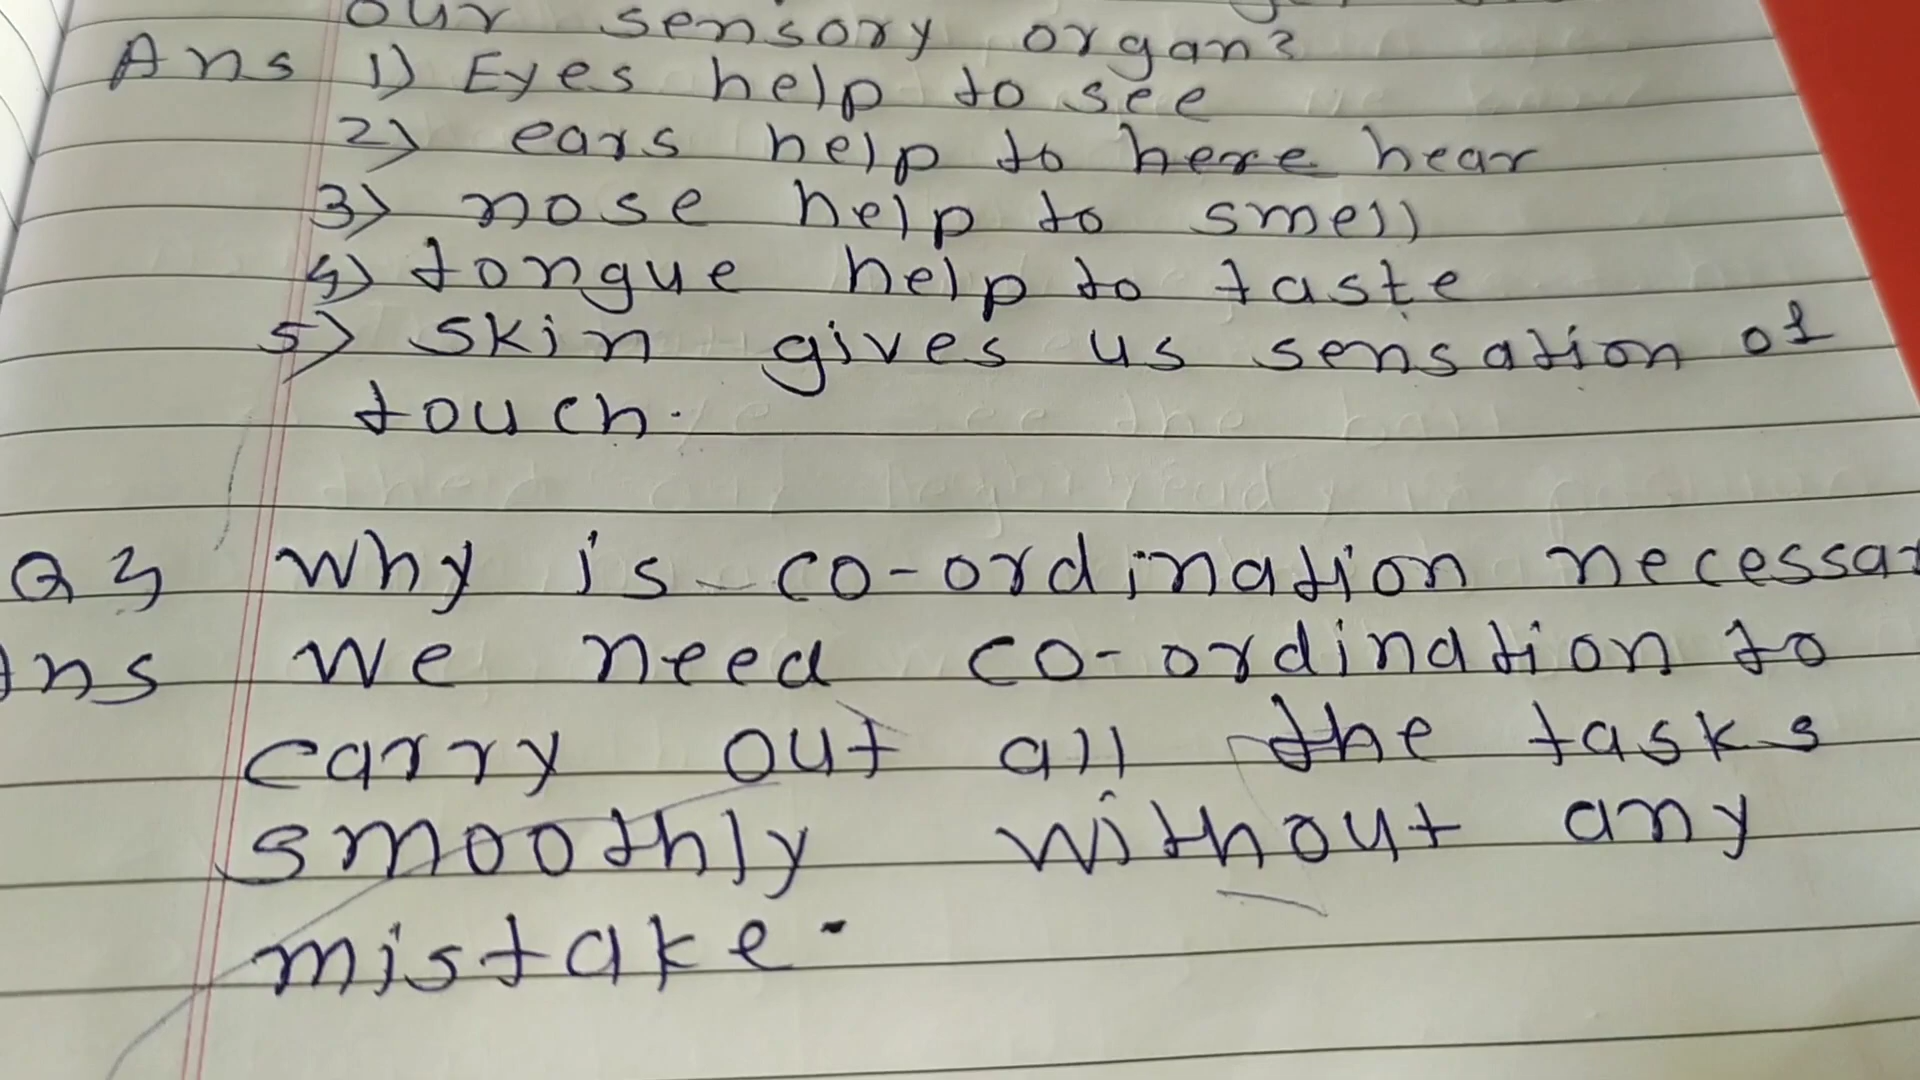 our sensory organ?
Ans 1) Eyes help to see
2) ears help to here hear
3) nose help to smell
4) tongue help to taste
5) skin gives us sensation of
touch.
Q 3 Why is co-ordination necessar
Ans We need co-ordination to
carry out all the tasks
smoothly without any
mistake.